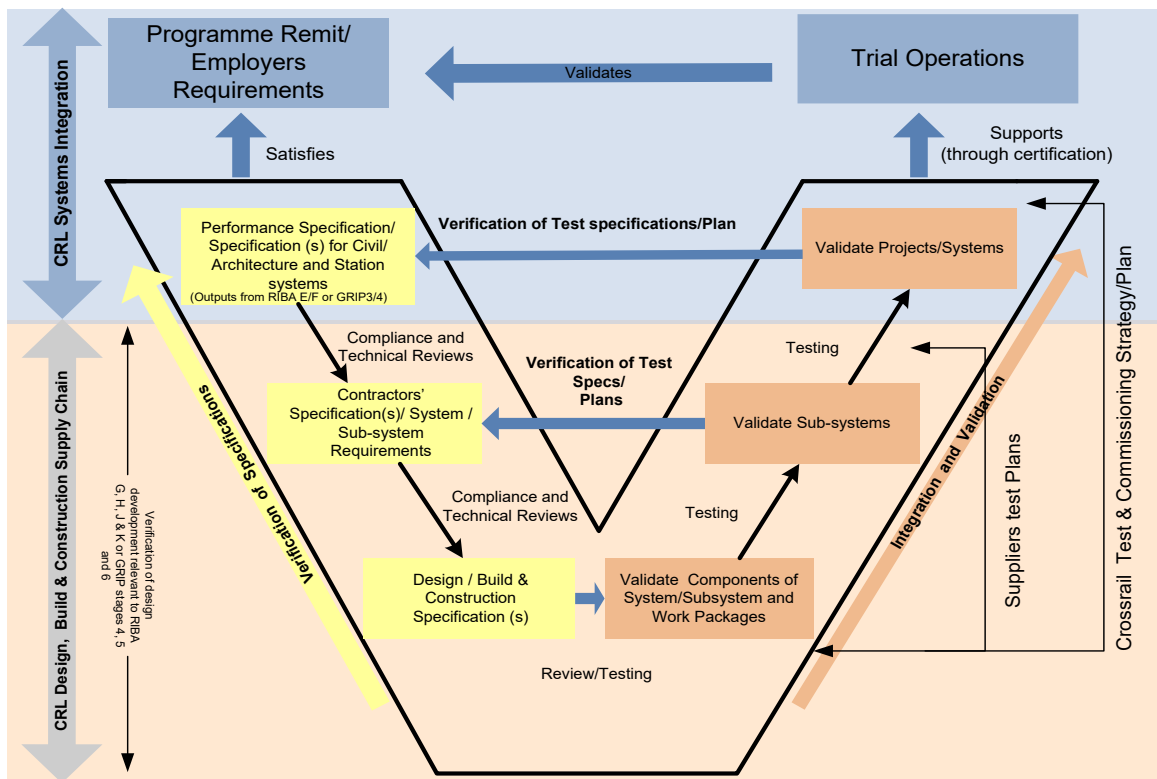 Programme Remit/
Employers
Requirements
Validates
Trial Operations
Satisfies
Supports
(through certification)
CRL Systems Integration
Performance Specification/
Specification (s) for Civil/
Architecture and Station
systems
(Outputs from RIBA E/F or GRIP3/4)
Verification of Test specifications/Plan
Validate Projects/Systems
Compliance and
Technical Reviews
Verification of Test
Specs/
Plans
Testing
Contractors’
Specification(s)/ System /
Sub-system
Requirements
Validate Sub-systems
Compliance and
Technical Reviews
Testing
Design / Build &
Construction
Specification (s)
Validate Components of
System/Subsystem and
Work Packages
Review/Testing
CRL Design, Build & Construction Supply Chain
Verification of design
development relevant to RIBA
G, H, J & K or GRIP stages 4, 5
and 6
Verification of Specifications
Integration and Validation
Suppliers test Plans
Crossrail Test & Commissioning Strategy/Plan